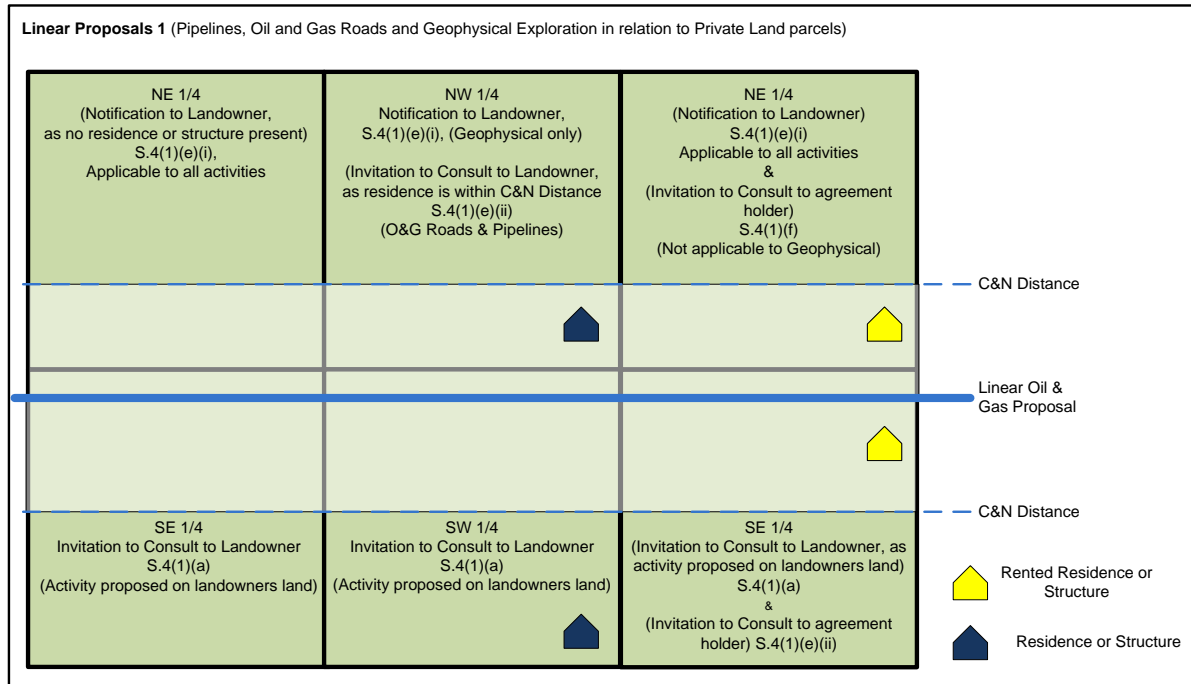 Linear Proposals 1 (Pipelines, Oil and Gas Roads and Geophysical Exploration in relation to Private Land parcels)
NE 1/4
(Notification to Landowner,
as no residence or structure present)
S.4(1)(e)(i),
Applicable to all activities
NW 1/4
Notification to Landowner,
S.4(1)(e)(i), (Geophysical only)
(Invitation to Consult to Landowner,
as residence is within C&N Distance
S.4(1)(e)(ii)
(O&G Roads & Pipelines)
NE 1/4
(Notification to Landowner)
S.4(1)(e)(i)
Applicable to all activities
&
(Invitation to Consult to agreement
holder)
S.4(1)(f)
(Not applicable to Geophysical)
C&N Distance
Linear Oil &
Gas Proposal
C&N Distance
SE 1/4
Invitation to Consult to Landowner
S.4(1)(a)
(Activity proposed on landowners land)
SW 1/4
Invitation to Consult to Landowner
S.4(1)(a)
(Activity proposed on landowners land)
SE 1/4
(Invitation to Consult to Landowner, as
activity proposed on landowners land)
S.4(1)(a)
&
(Invitation to Consult to agreement
holder) S.4(1)(e)(ii)
Rented Residence or
Structure
Residence or Structure